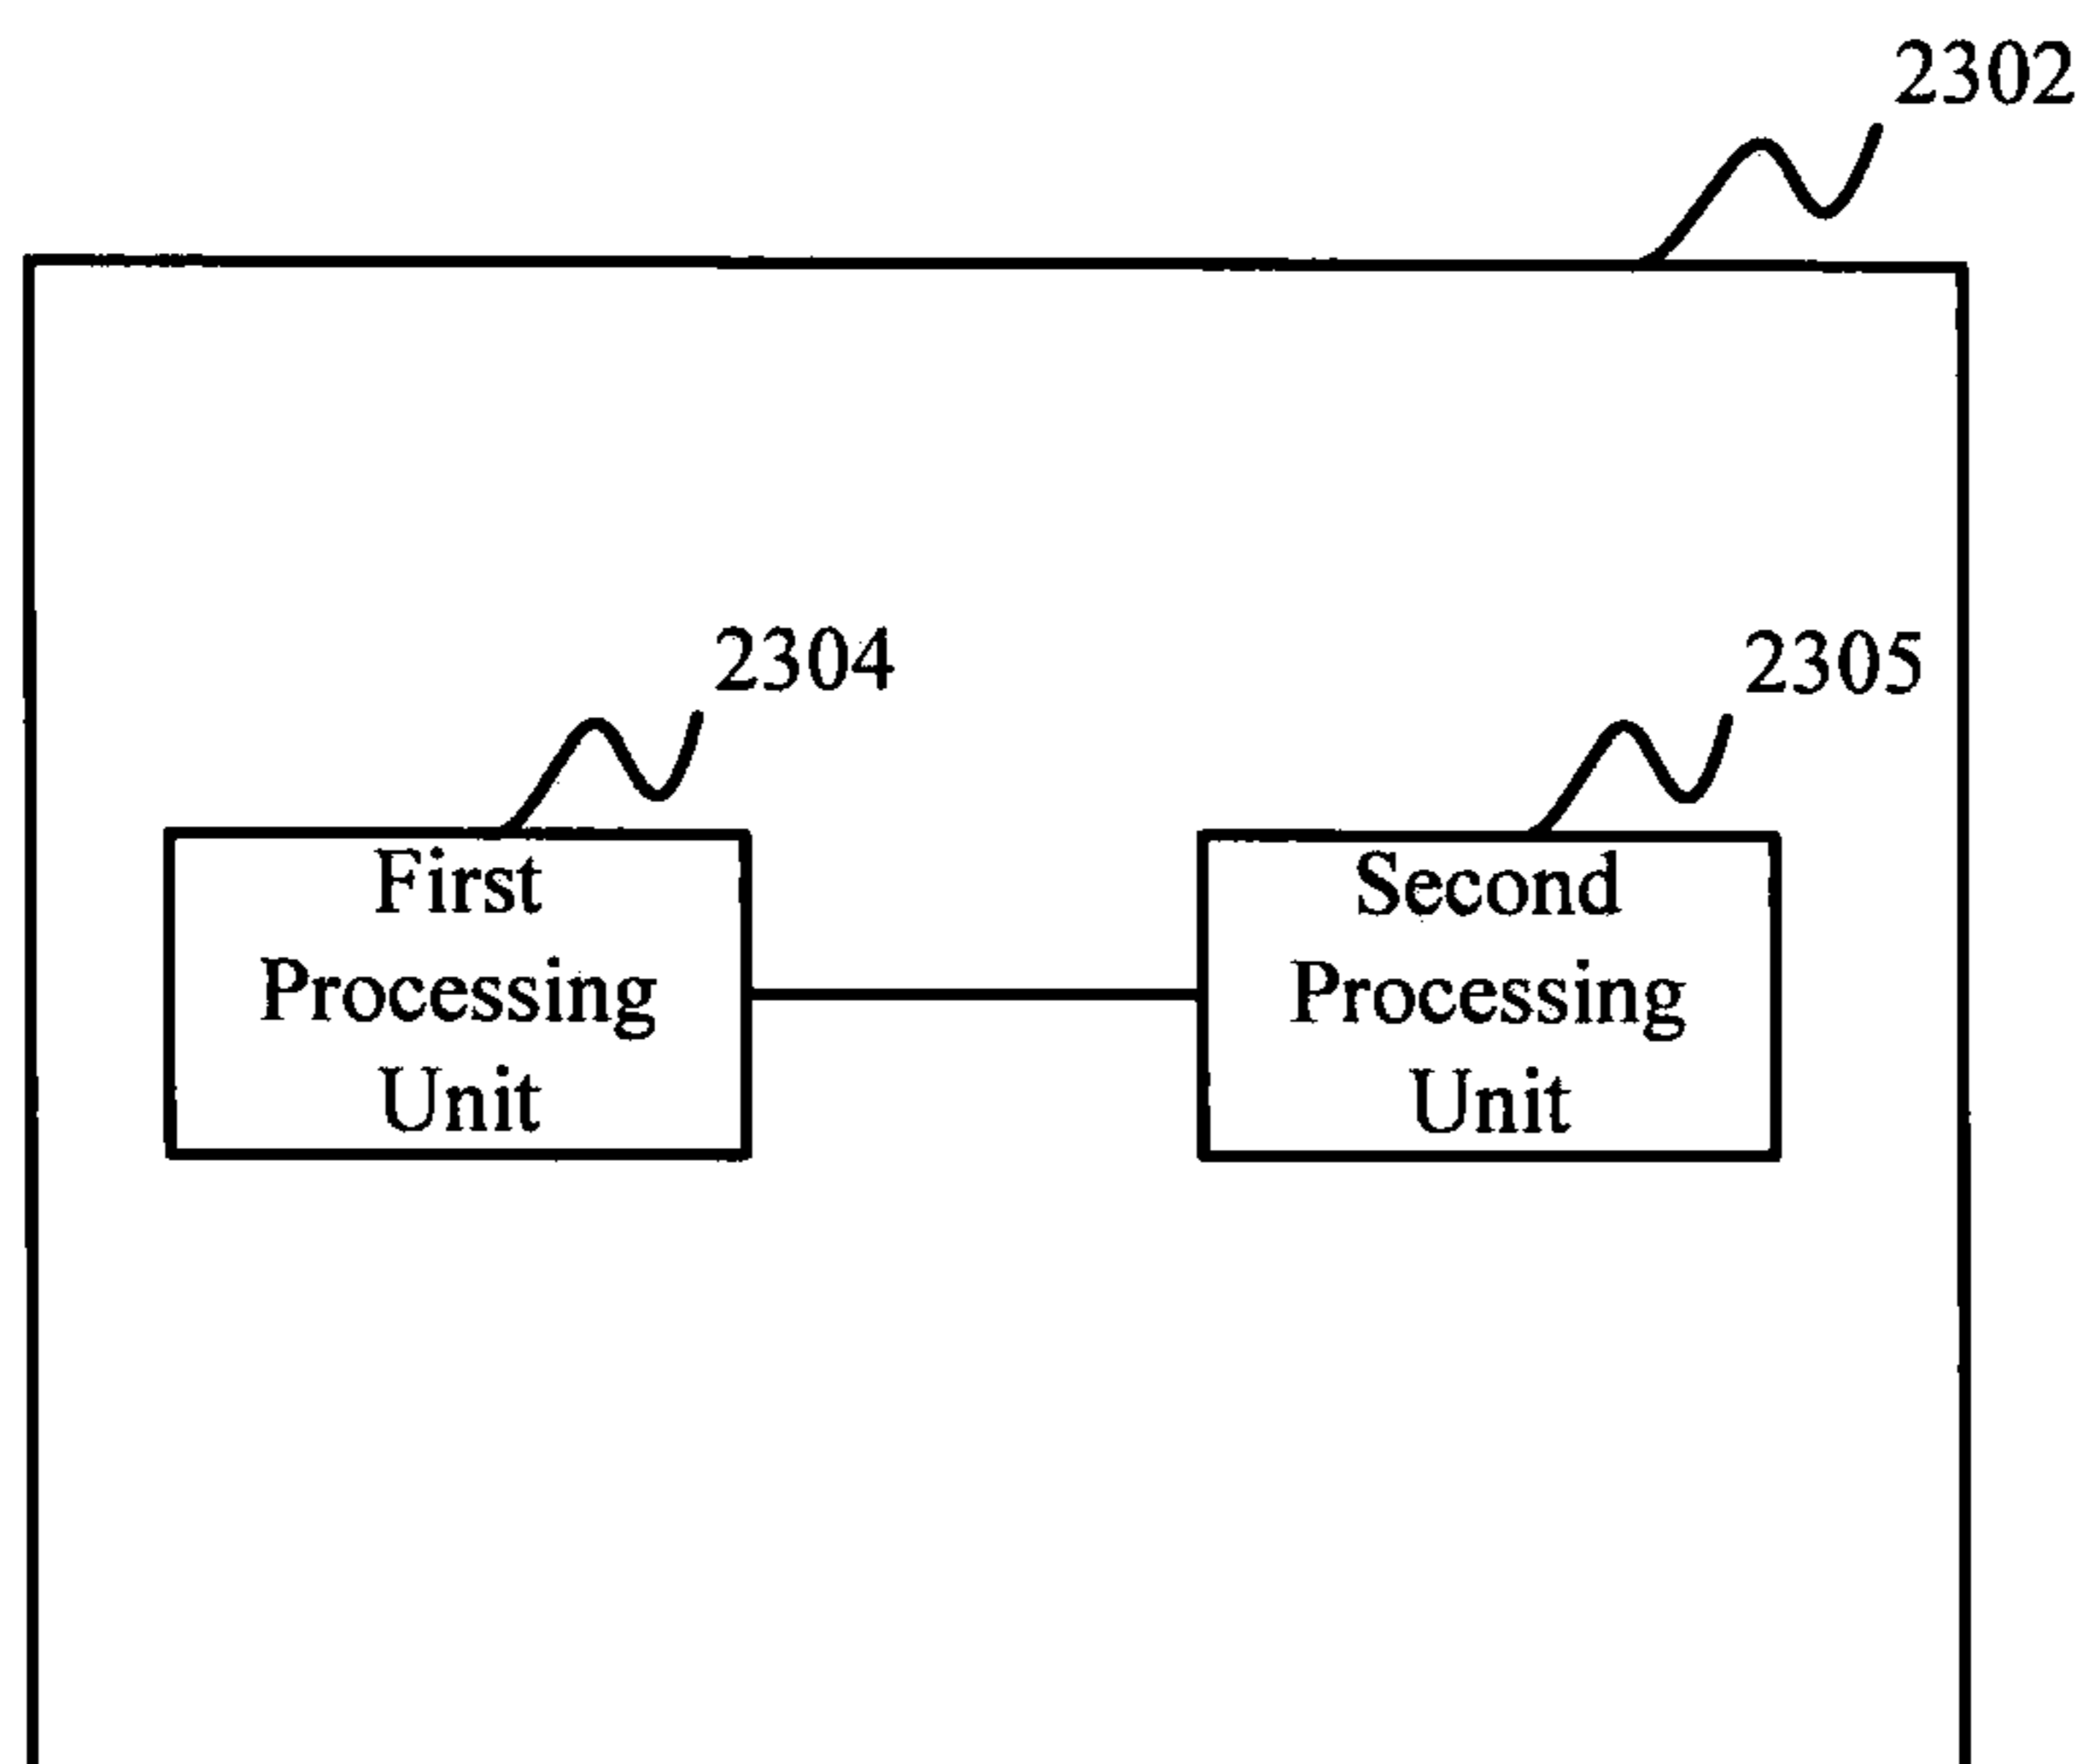 2302
2304
2305
First
Processing
Unit
Second
Processing
Unit